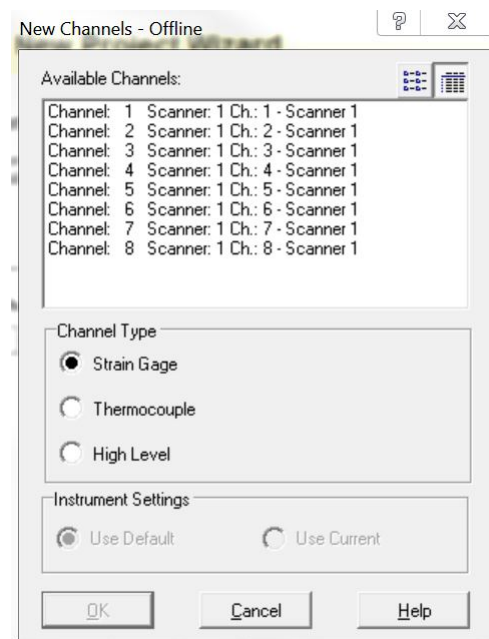 New Channels - Offline
New Project Wizard
Available Channels:
Channel: 1 Scanner: 1 Ch.: 1 - Scanner 1
Channel: 2 Scanner: 1 Ch.: 2 - Scanner 1
Channel: 3 Scanner: 1 Ch.: 3 - Scanner 1
Channel: 4 Scanner: 1 Ch.: 4 - Scanner 1
Channel: 5 Scanner: 1 Ch.: 5 - Scanner 1
Channel: 6 Scanner: 1 Ch.: 6 - Scanner 1
Channel: 7 Scanner: 1 Ch.: 7 - Scanner 1
Channel: 8 Scanner: 1 Ch.: 8 - Scanner 1
Channel Type
Strain Gage
Thermocouple
High Level
Instrument Settings
Use Default Use Current
OK Cancel Help